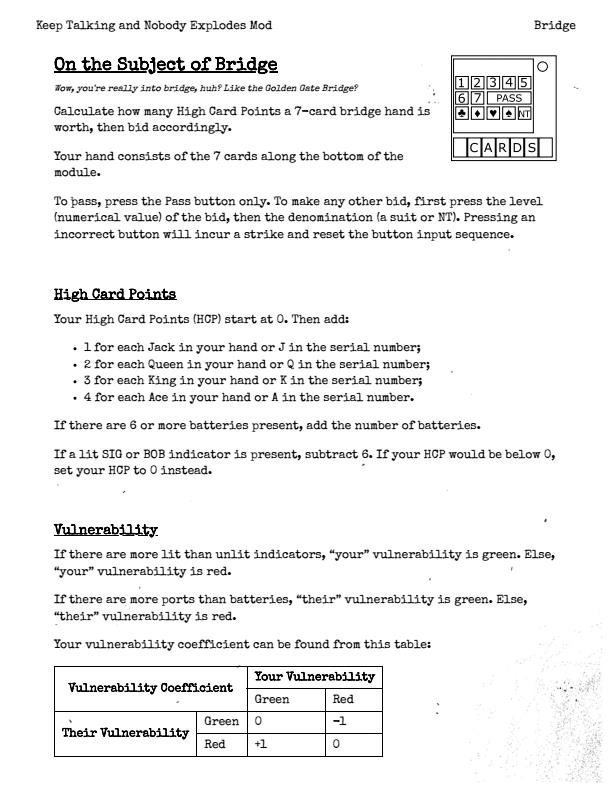 Keep Talking and Nobody Explodes Mod
Bridge
On the Subject of Bridge
Wow, you're really into bridge, huh? Like the Golden Gate Bridge?
Calculate how many High Card Points a 7-card bridge hand is
worth, then bid accordingly.
Your hand consists of the 7 cards along the bottom of the
module.
1 2 3 4 5
6 7 PASS
♣ ♦ ♥ ♠ NT
C A R D S
To pass, press the Pass button only. To make any other bid, first press the level
(numerical value) of the bid, then the denomination (a suit or NT). Pressing an
incorrect button will incur a strike and reset the button input sequence.
High Card Points
Your High Card Points (HCP) start at 0. Then add:
• 1 for each Jack in your hand or J in the serial number;
• 2 for each Queen in your hand or Q in the serial number;
• 3 for each King in your hand or K in the serial number;
• 4 for each Ace in your hand or A in the serial number.
If there are 6 or more batteries present, add the number of batteries.
If a lit SIG or BOB indicator is present, subtract 6. If your HCP would be below 0,
set your HCP to 0 instead.
Vulnerability
If there are more lit than unlit indicators, “your” vulnerability is green. Else,
“your” vulnerability is red.
If there are more ports than batteries, “their” vulnerability is green. Else,
“their” vulnerability is red.
Your vulnerability coefficient can be found from this table:
Vulnerability Coefficient
Your Vulnerability
Green Red
Their Vulnerability
Green 0 -1
Red +1 0